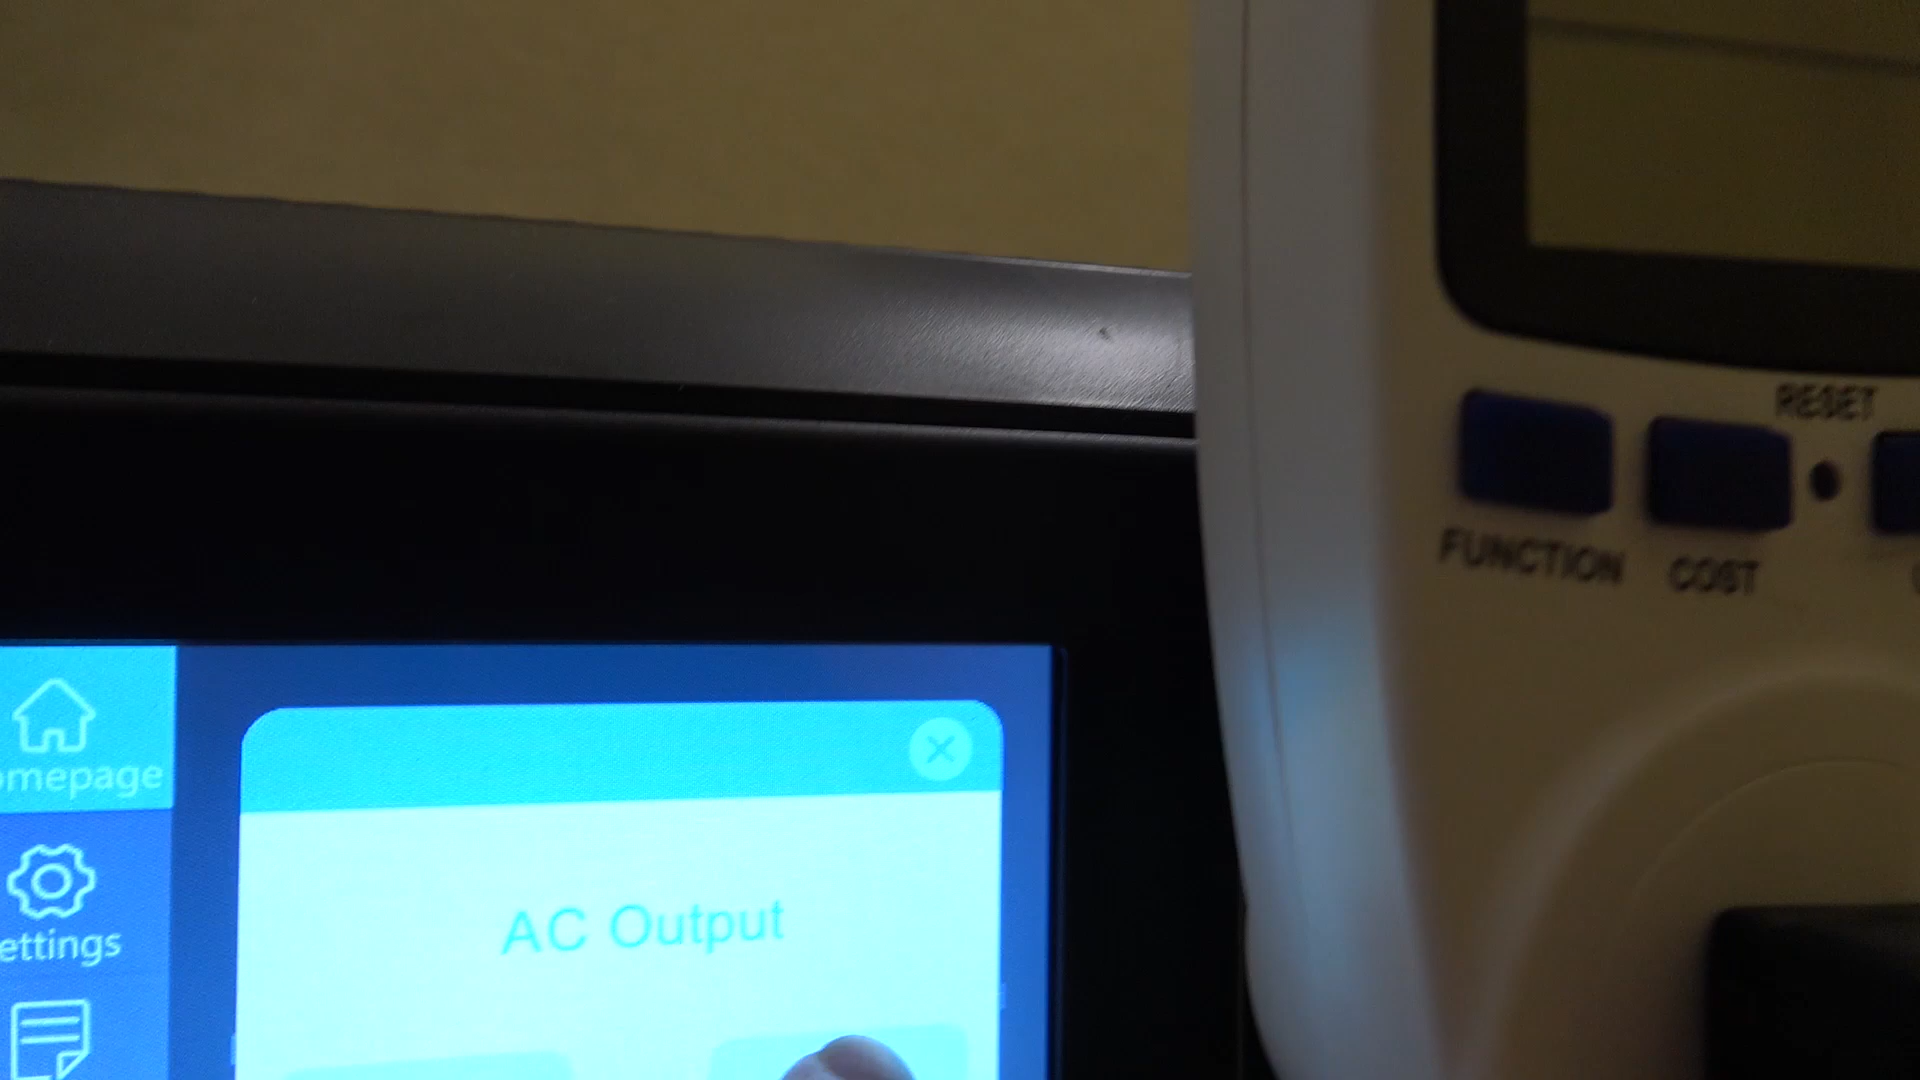 RESET
FUNCTION
COST
omepage
ettings
AC Output